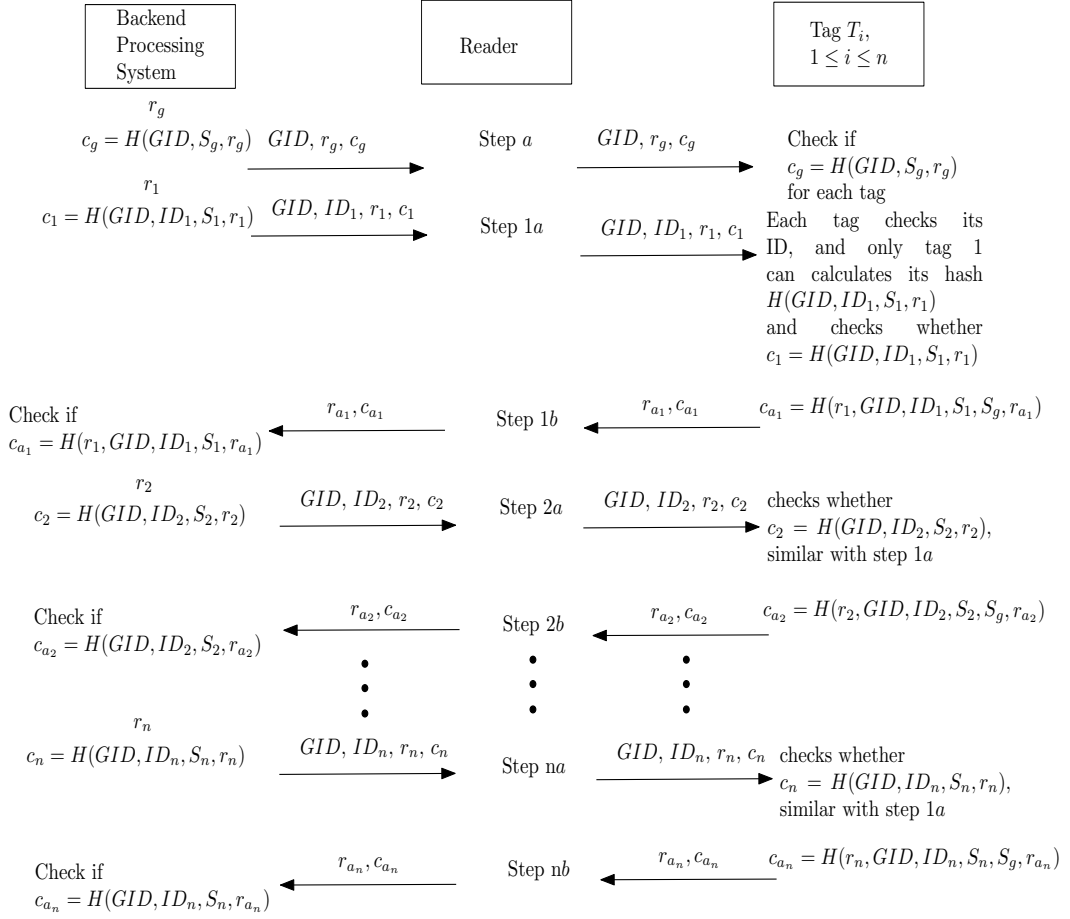 Backend
Processing
System
Reader
Tag T_i,
1 ≤ i ≤ n
r_g
c_g = H(GID, S_g, r_g)
GID, r_g, c_g
Step a
GID, r_g, c_g
Check if
c_g = H(GID, S_g, r_g)
for each tag
r_1
c_1 = H(GID, ID_1, S_1, r_1)
GID, ID_1, r_1, c_1
Step 1a
GID, ID_1, r_1, c_1
Each tag checks its
ID, and only tag 1
can calculates its hash
H(GID, ID_1, S_1, r_1)
and checks whether
c_1 = H(GID, ID_1, S_1, r_1)
Check if
c_{a_1} = H(r_1, GID, ID_1, S_1, r_{a_1})
r_{a_1}, c_{a_1}
Step 1b
r_{a_1}, c_{a_1}
c_{a_1} = H(r_1, GID, ID_1, S_1, S_g, r_{a_1})
r_2
c_2 = H(GID, ID_2, S_2, r_2)
GID, ID_2, r_2, c_2
Step 2a
GID, ID_2, r_2, c_2
checks whether
c_2 = H(GID, ID_2, S_2, r_2),
similar with step 1a
Check if
c_{a_2} = H(r_2, GID, ID_2, S_2, r_{a_2})
r_{a_2}, c_{a_2}
Step 2b
r_{a_2}, c_{a_2}
c_{a_2} = H(r_2, GID, ID_2, S_2, S_g, r_{a_2})
r_n
c_n = H(GID, ID_n, S_n, r_n)
GID, ID_n, r_n, c_n
Step na
GID, ID_n, r_n, c_n
checks whether
c_n = H(GID, ID_n, S_n, r_n),
similar with step 1a
Check if
c_{a_n} = H(r_n, GID, ID_n, S_n, r_{a_n})
r_{a_n}, c_{a_n}
Step nb
r_{a_n}, c_{a_n}
c_{a_n} = H(r_n, GID, ID_n, S_n, S_g, r_{a_n})